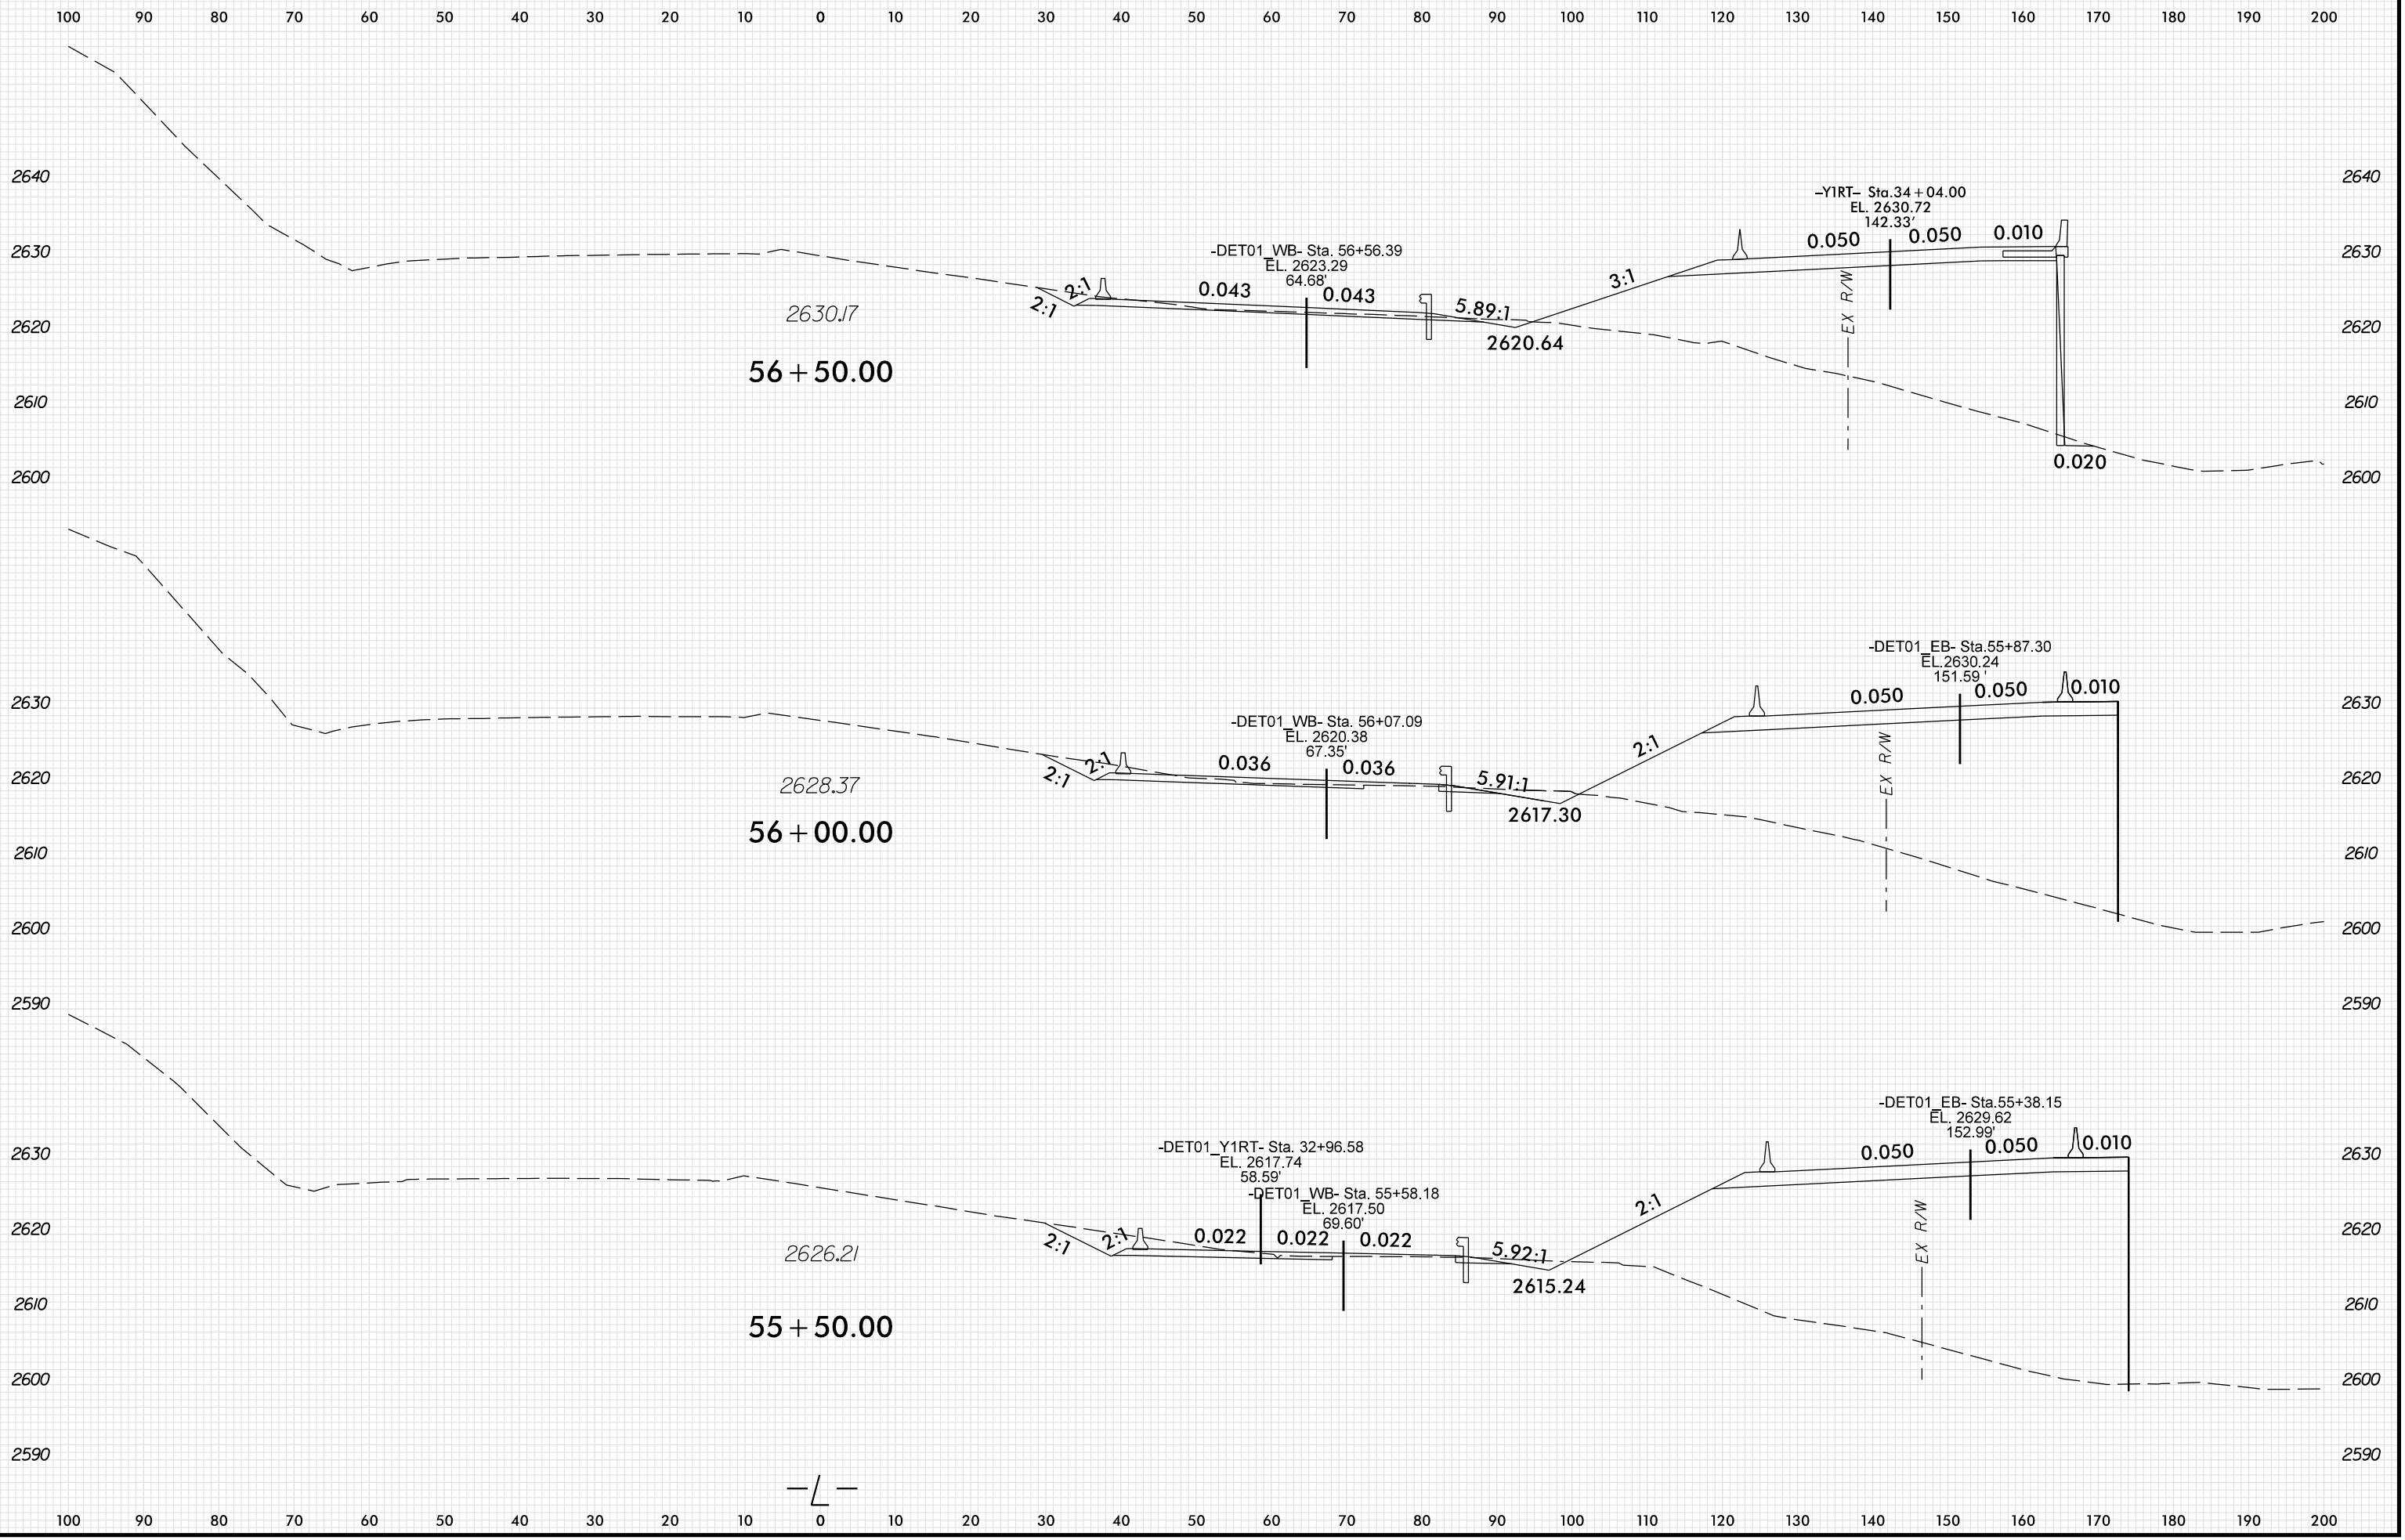 100 90 80 70 60 50 40 30 20 10 0 10 20 30 40 50 60 70 80 90 100 110 120 130 140 150 160 170 180 190 200
2640 2640
-Y1RT- Sta.34+04.00
EL. 2630.72
142.33'
2630 2630
-DET01_WB- Sta. 56+56.39
EL. 2623.29
64.68'
0.050 0.050 0.010
2:1 2:1 0.043 0.043 5.89:1 3:1
EX R/W
2630.17
2620 2620
2620.64
56+50.00
2610 2610
0.020
2600 2600
-DET01_EB- Sta.55+87.30
EL.2630.24
151.59 '
0.050 0.050 0.010
2630 2630
-DET01_WB- Sta. 56+07.09
EL. 2620.38
67.35'
2:1 2:1 0.036 0.036 5.91:1 2:1
EX R/W
2620 2620
2628.37
2617.30
56+00.00
2610 2610
2600 2600
2590 2590
-DET01_EB- Sta.55+38.15
EL. 2629.62
152.99'
0.050 0.050 0.010
2630 2630
-DET01_Y1RT- Sta. 32+96.58
EL. 2617.74
58.59'
-DET01_WB- Sta. 55+58.18
EL. 2617.50
69.60'
2620 2620
2:1 2:1 0.022 0.022 0.022 5.92:1 2:1
EX R/W
2626.21
2615.24
2610 2610
55+50.00
2600 2600
2590 2590
-L-
100 90 80 70 60 50 40 30 20 10 0 10 20 30 40 50 60 70 80 90 100 110 120 130 140 150 160 170 180 190 200